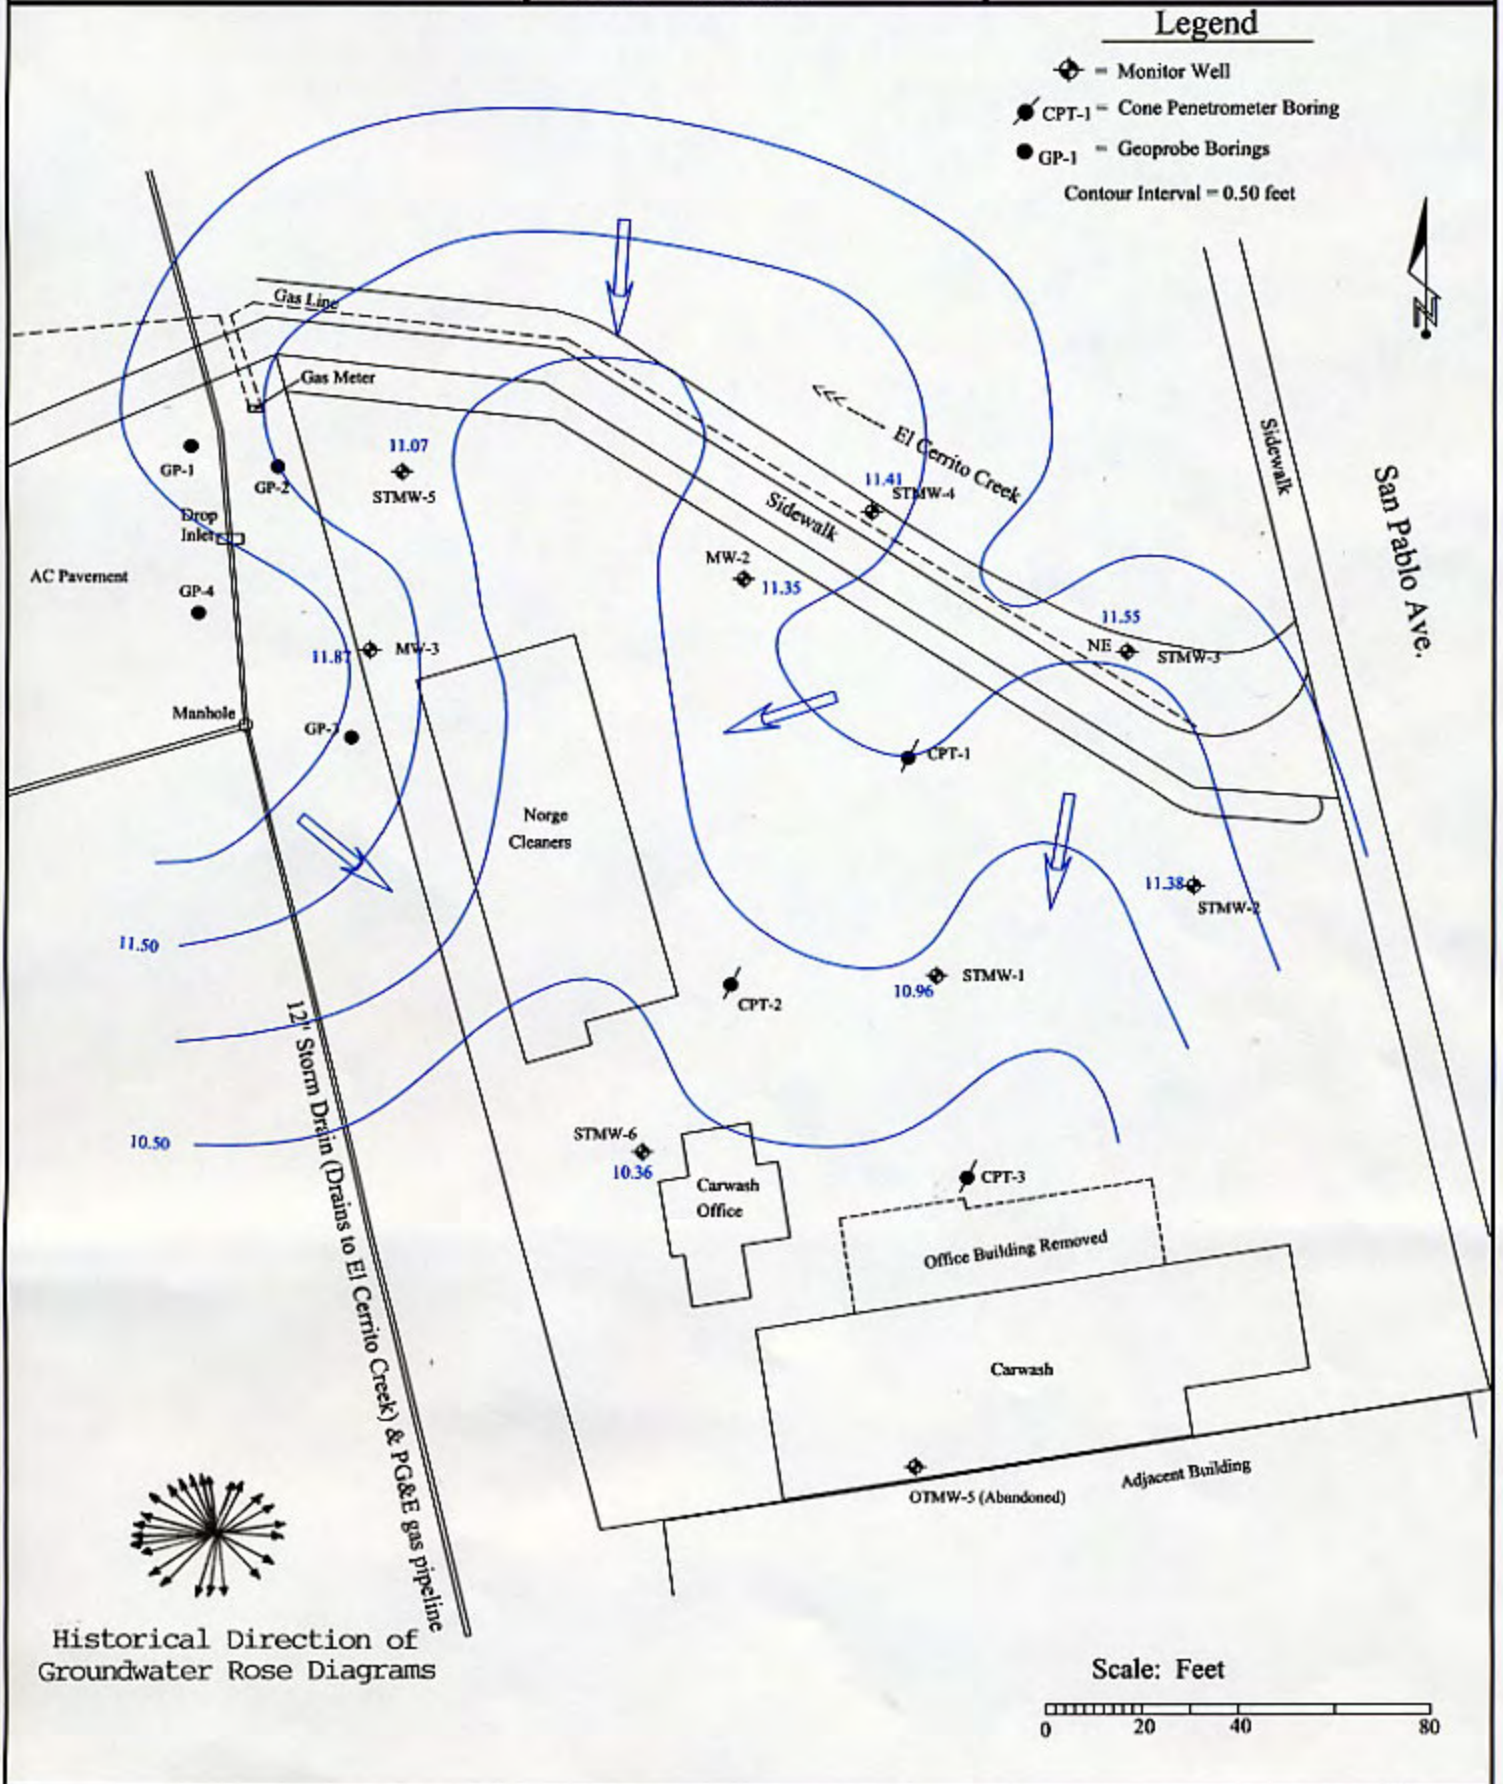 Legend
= Monitor Well
CPT-1 = Cone Penetrometer Boring
GP-1 = Geoprobe Borings
Contour Interval = 0.50 feet
N
Gas Line
Gas Meter
<<<
El Cerrito Creek
Sidewalk
Sidewalk
San Pablo Ave.
GP-1
GP-2
11.07
STMW-5
11.41
STMW-4
Drop
Inlet
AC Pavement
GP-4
MW-2
11.35
11.55
NE
STMW-3
11.87
MW-3
Manhole
GP-3
CPT-1
Norge
Cleaners
11.38
STMW-2
11.50
CPT-2
STMW-1
10.96
10.50
STMW-6
10.36
Carwash
Office
CPT-3
Office Building Removed
Carwash
12" Storm Drain (Drains to El Cerrito Creek) & PG&E gas pipeline
OTMW-5 (Abandoned)
Adjacent Building
Historical Direction of
Groundwater Rose Diagrams
Scale: Feet
0 20 40 80